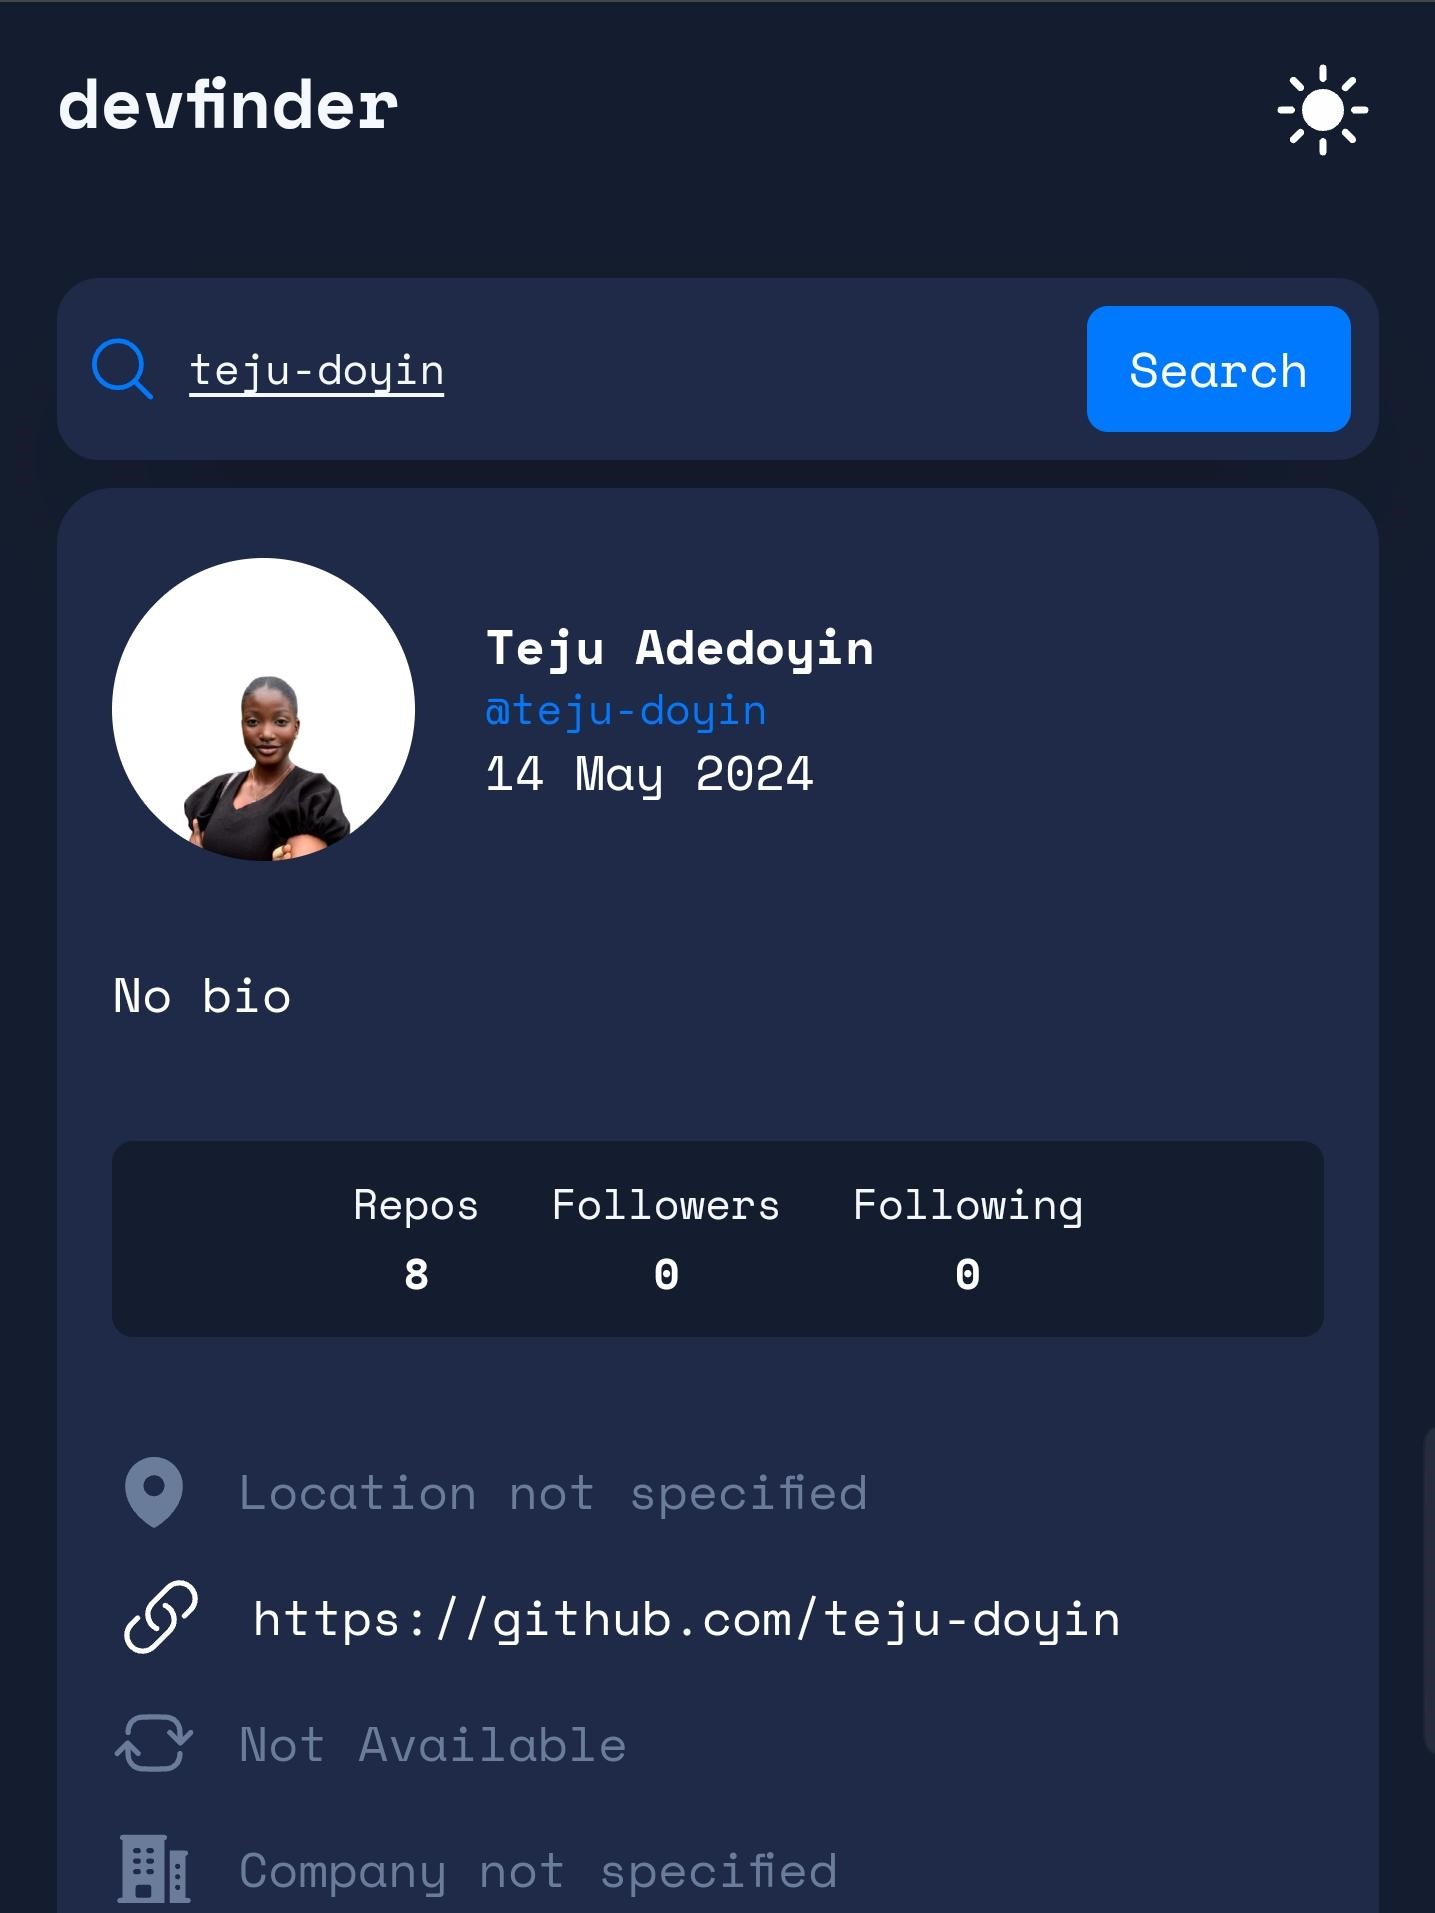 devfinder
teju-doyin
Search
Teju Adedoyin
@teju-doyin
14 May 2024
No bio
Repos Followers Following
8 0 0
Location not specified
https://github.com/teju-doyin
Not Available
Company not specified